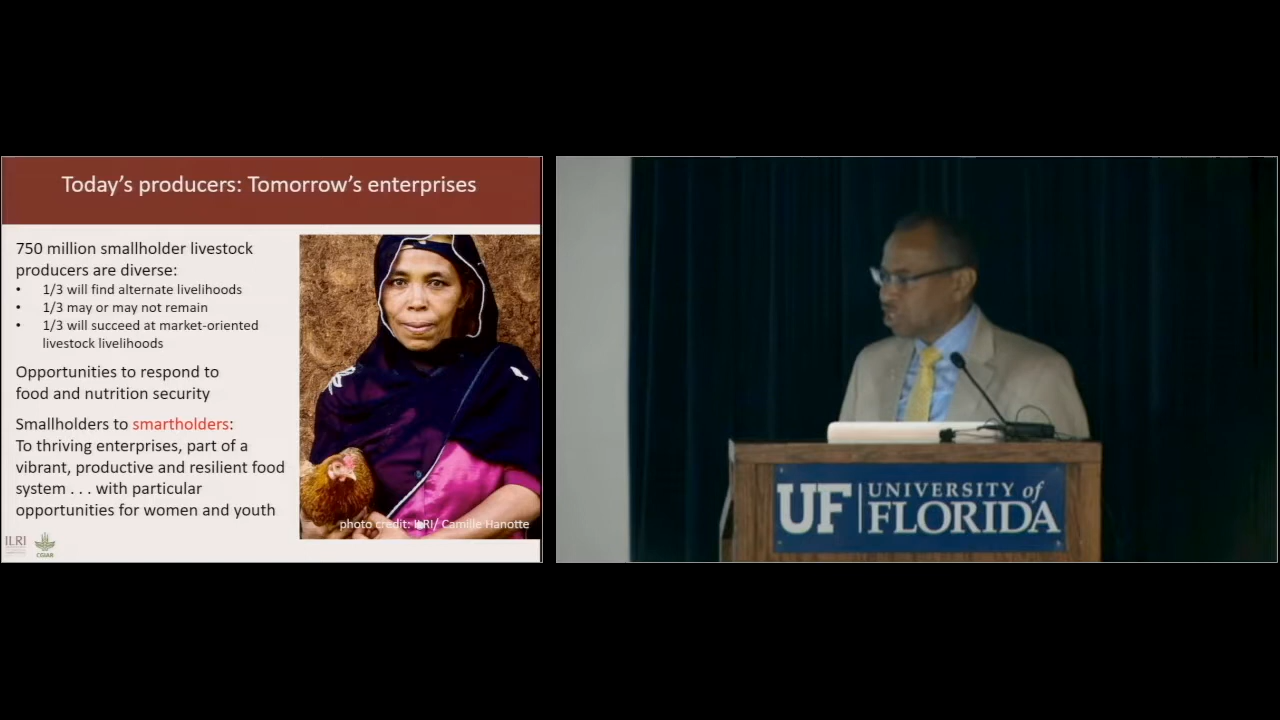 Today's producers: Tomorrow's enterprises
750 million smallholder livestock
producers are diverse:
• 1/3 will find alternate livelihoods
• 1/3 may or may not remain
• 1/3 will succeed at market-oriented
livestock livelihoods
Opportunities to respond to
food and nutrition security
Smallholders to smartholders:
To thriving enterprises, part of a
vibrant, productive and resilient food
system . . . with particular
opportunities for women and youth
photo credit: ILRI/ Camille Hanotte
ILRI
CGIAR
UF UNIVERSITY of
FLORIDA